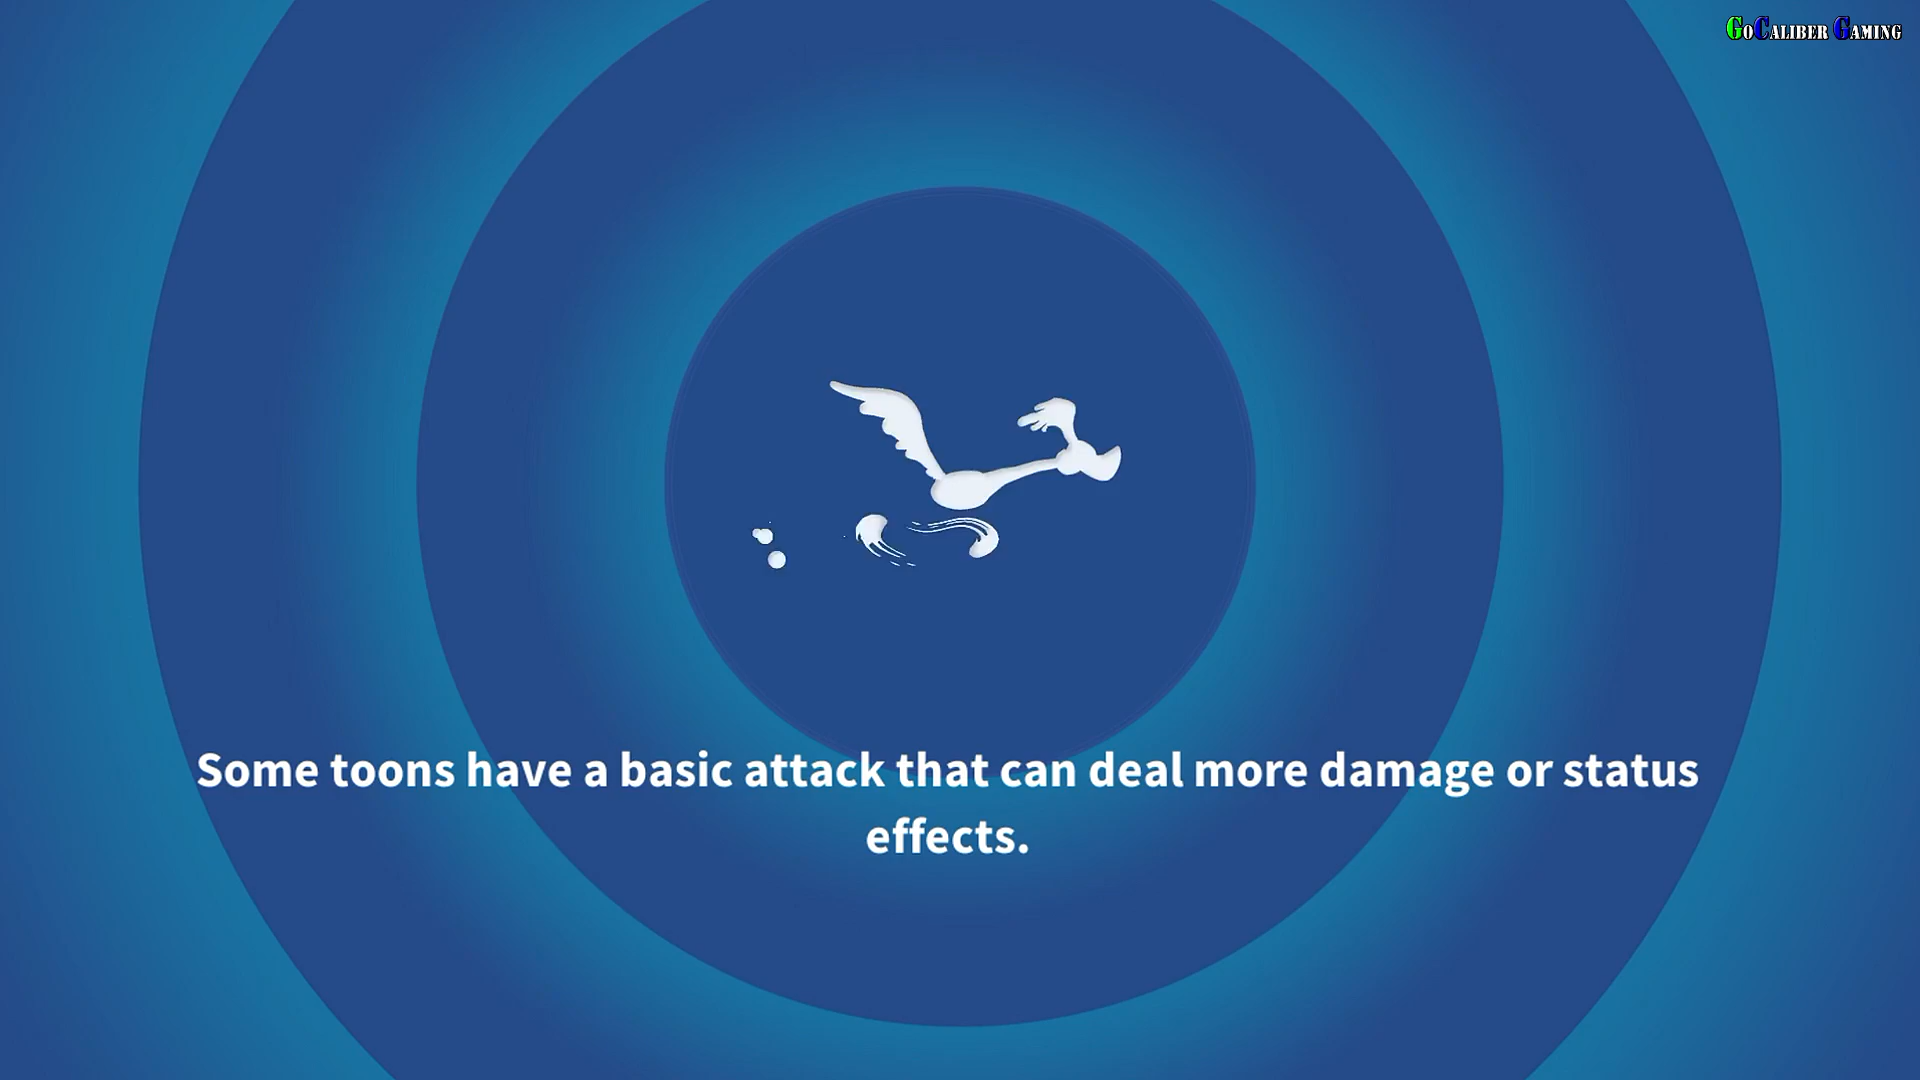 GoCaliber Gaming
Some toons have a basic attack that can deal more damage or status
effects.